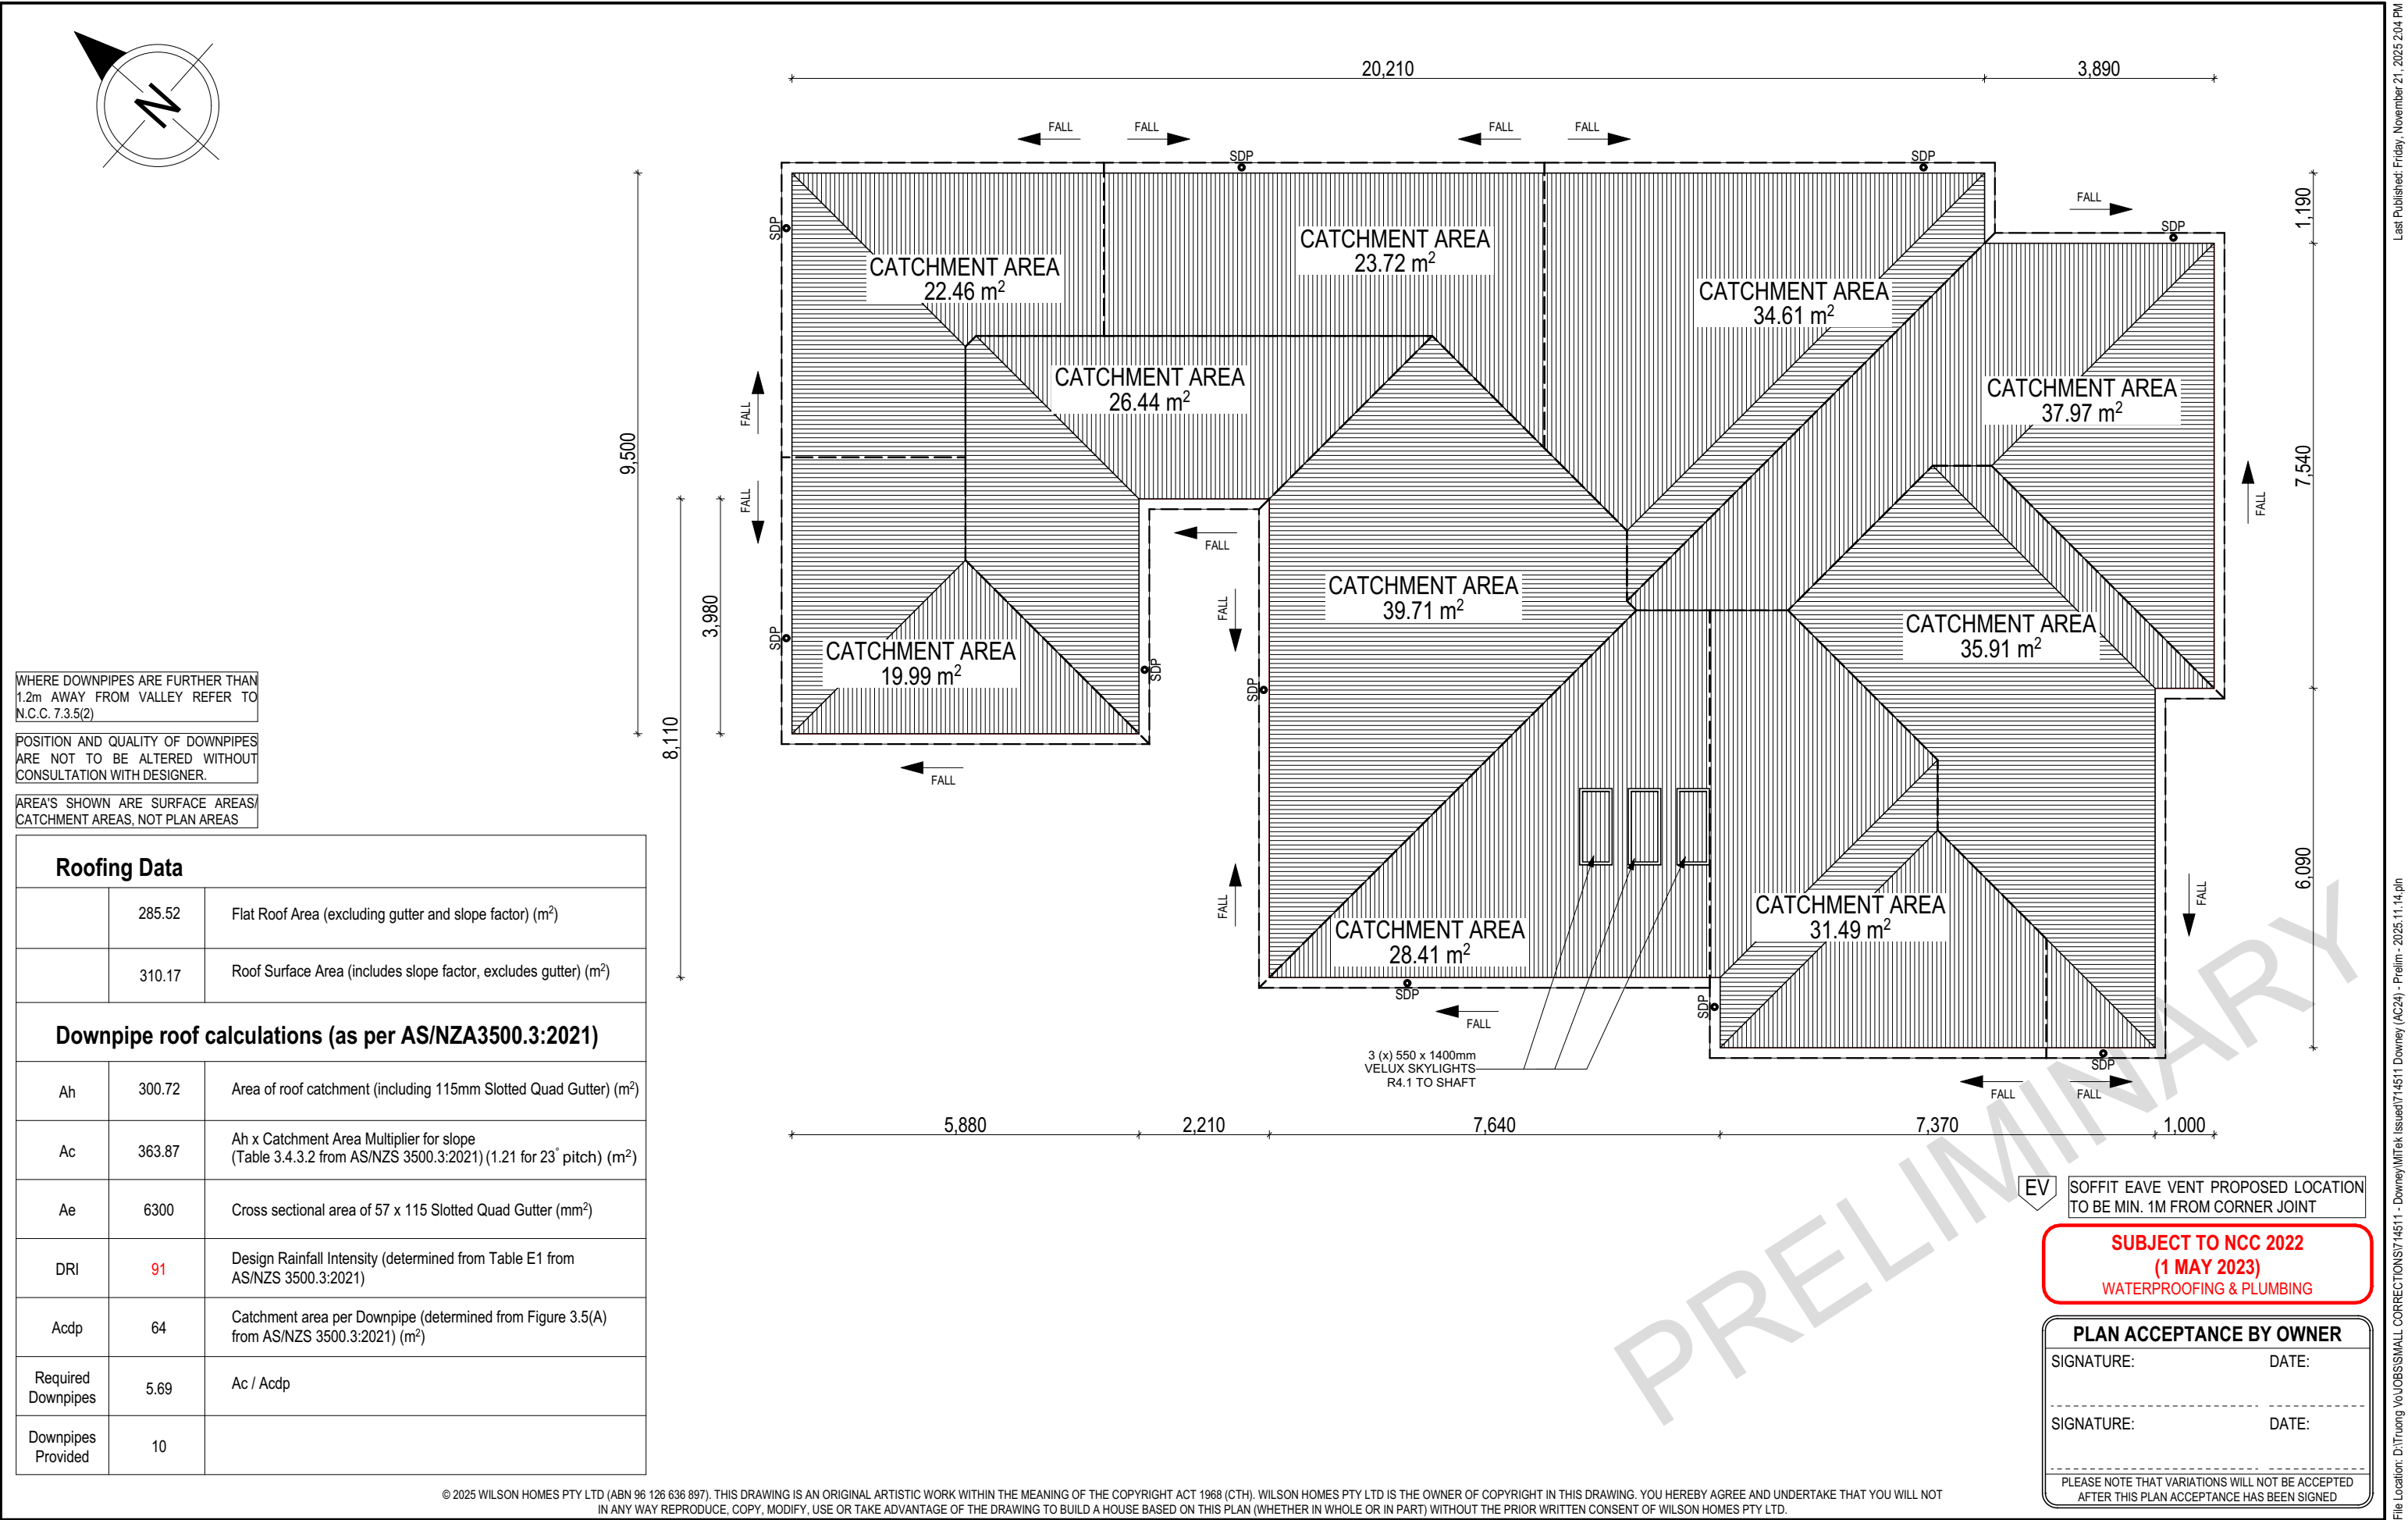 N
20,210
3,890
FALL
FALL
FALL
FALL
SDP
SDP
FALL
SDP
1,190
SDP
CATCHMENT AREA
22.46 m²
CATCHMENT AREA
23.72 m²
CATCHMENT AREA
34.61 m²
CATCHMENT AREA
26.44 m²
CATCHMENT AREA
37.97 m²
9,500
FALL
FALL
7,540
FALL
FALL
3,980
FALL
CATCHMENT AREA
39.71 m²
CATCHMENT AREA
35.91 m²
SDP
CATCHMENT AREA
19.99 m²
SDP
SDP
8,110
FALL
FALL
6,090
FALL
CATCHMENT AREA
28.41 m²
CATCHMENT AREA
31.49 m²
SDP
SDP
FALL
SDP
FALL
FALL
3 (x) 550 x 1400mm
VELUX SKYLIGHTS
R4.1 TO SHAFT
5,880
2,210
7,640
7,370
1,000
WHERE DOWNPIPES ARE FURTHER THAN
1.2m AWAY FROM VALLEY REFER TO
N.C.C. 7.3.5(2)
POSITION AND QUALITY OF DOWNPIPES
ARE NOT TO BE ALTERED WITHOUT
CONSULTATION WITH DESIGNER.
AREA'S SHOWN ARE SURFACE AREAS/
CATCHMENT AREAS, NOT PLAN AREAS
Roofing Data
285.52 Flat Roof Area (excluding gutter and slope factor) (m²)
310.17 Roof Surface Area (includes slope factor, excludes gutter) (m²)
Downpipe roof calculations (as per AS/NZA3500.3:2021)
Ah 300.72 Area of roof catchment (including 115mm Slotted Quad Gutter) (m²)
Ac 363.87 Ah x Catchment Area Multiplier for slope
(Table 3.4.3.2 from AS/NZS 3500.3:2021) (1.21 for 23° pitch) (m²)
Ae 6300 Cross sectional area of 57 x 115 Slotted Quad Gutter (mm²)
DRI 91 Design Rainfall Intensity (determined from Table E1 from
AS/NZS 3500.3:2021)
Acdp 64 Catchment area per Downpipe (determined from Figure 3.5(A)
from AS/NZS 3500.3:2021) (m²)
Required
Downpipes 5.69 Ac / Acdp
Downpipes
Provided 10
PRELIMINARY
EV
SOFFIT EAVE VENT PROPOSED LOCATION
TO BE MIN. 1M FROM CORNER JOINT
SUBJECT TO NCC 2022
(1 MAY 2023)
WATERPROOFING & PLUMBING
PLAN ACCEPTANCE BY OWNER
SIGNATURE: DATE:
SIGNATURE: DATE:
PLEASE NOTE THAT VARIATIONS WILL NOT BE ACCEPTED
AFTER THIS PLAN ACCEPTANCE HAS BEEN SIGNED
© 2025 WILSON HOMES PTY LTD (ABN 96 126 636 897). THIS DRAWING IS AN ORIGINAL ARTISTIC WORK WITHIN THE MEANING OF THE COPYRIGHT ACT 1968 (CTH). WILSON HOMES PTY LTD IS THE OWNER OF COPYRIGHT IN THIS DRAWING. YOU HEREBY AGREE AND UNDERTAKE THAT YOU WILL NOT
IN ANY WAY REPRODUCE, COPY, MODIFY, USE OR TAKE ADVANTAGE OF THE DRAWING TO BUILD A HOUSE BASED ON THIS PLAN (WHETHER IN WHOLE OR IN PART) WITHOUT THE PRIOR WRITTEN CONSENT OF WILSON HOMES PTY LTD.
Last Published: Friday, November 21, 2025 2:04 PM
File Location: D:\Truong Vo\JOBS\SMALL CORRECTIONS\714511 - Downey\MiTek Issued\714511 Downey (AC24) - Prelim - 2025.11.14.pln